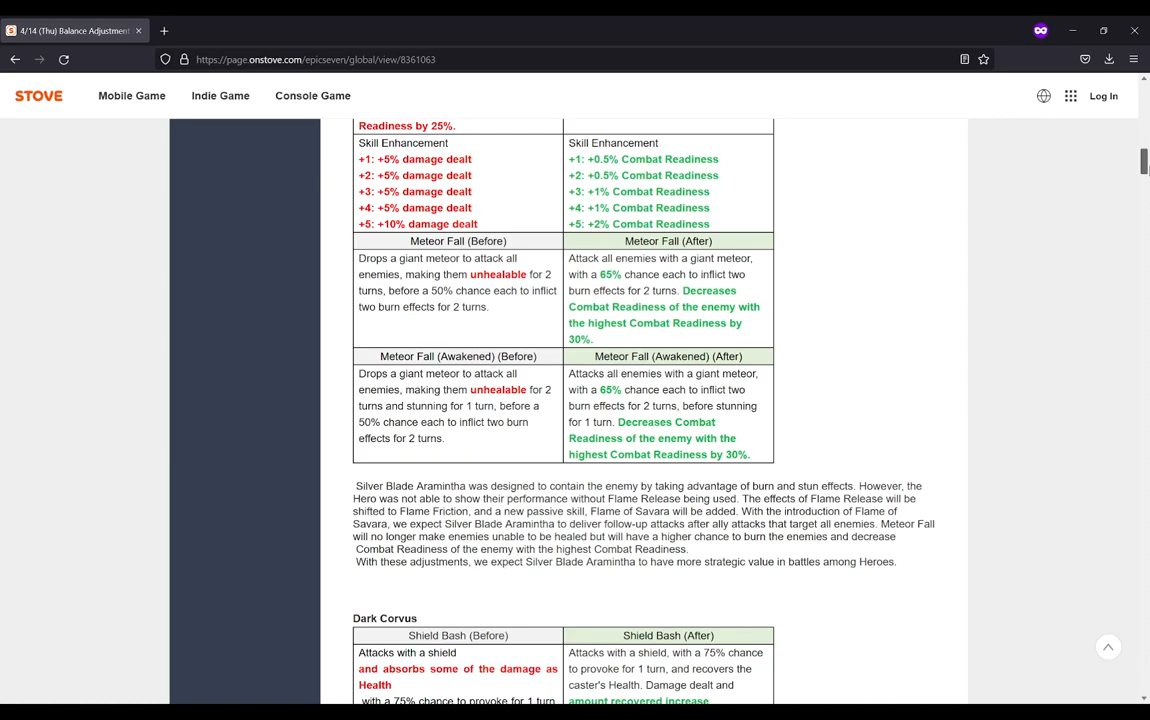 4/14 (Thu) Balance Adjustment
https://page.onstove.com/epicseven/global/view/8361063
STOVE
Mobile Game
Indie Game
Console Game
Log In
Readiness by 25%.
Skill Enhancement
+1: +5% damage dealt
+2: +5% damage dealt
+3: +5% damage dealt
+4: +5% damage dealt
+5: +10% damage dealt
Skill Enhancement
+1: +0.5% Combat Readiness
+2: +0.5% Combat Readiness
+3: +1% Combat Readiness
+4: +1% Combat Readiness
+5: +2% Combat Readiness
Meteor Fall (Before)
Meteor Fall (After)
Drops a giant meteor to attack all
enemies, making them unhealable for 2
turns, before a 50% chance each to inflict
two burn effects for 2 turns.
Attack all enemies with a giant meteor,
with a 65% chance each to inflict two
burn effects for 2 turns. Decreases
Combat Readiness of the enemy with
the highest Combat Readiness by
30%.
Meteor Fall (Awakened) (Before)
Meteor Fall (Awakened) (After)
Drops a giant meteor to attack all
enemies, making them unhealable for 2
turns and stunning for 1 turn, before a
50% chance each to inflict two burn
effects for 2 turns.
Attacks all enemies with a giant meteor,
with a 65% chance each to inflict two
burn effects for 2 turns, before stunning
for 1 turn. Decreases Combat
Readiness of the enemy with the
highest Combat Readiness by 30%.
Silver Blade Aramintha was designed to contain the enemy by taking advantage of burn and stun effects. However, the
Hero was not able to show their performance without Flame Release being used. The effects of Flame Release will be
shifted to Flame Friction, and a new passive skill, Flame of Savara will be added. With the introduction of Flame of
Savara, we expect Silver Blade Aramintha to deliver follow-up attacks after ally attacks that target all enemies. Meteor Fall
will no longer make enemies unable to be healed but will have a higher chance to burn the enemies and decrease
Combat Readiness of the enemy with the highest Combat Readiness.
With these adjustments, we expect Silver Blade Aramintha to have more strategic value in battles among Heroes.
Dark Corvus
Shield Bash (Before)
Shield Bash (After)
Attacks with a shield
and absorbs some of the damage as
Health
with a 75% chance to provoke for 1 turn
Attacks with a shield, with a 75% chance
to provoke for 1 turn, and recovers the
caster's Health. Damage dealt and
amount recovered increase